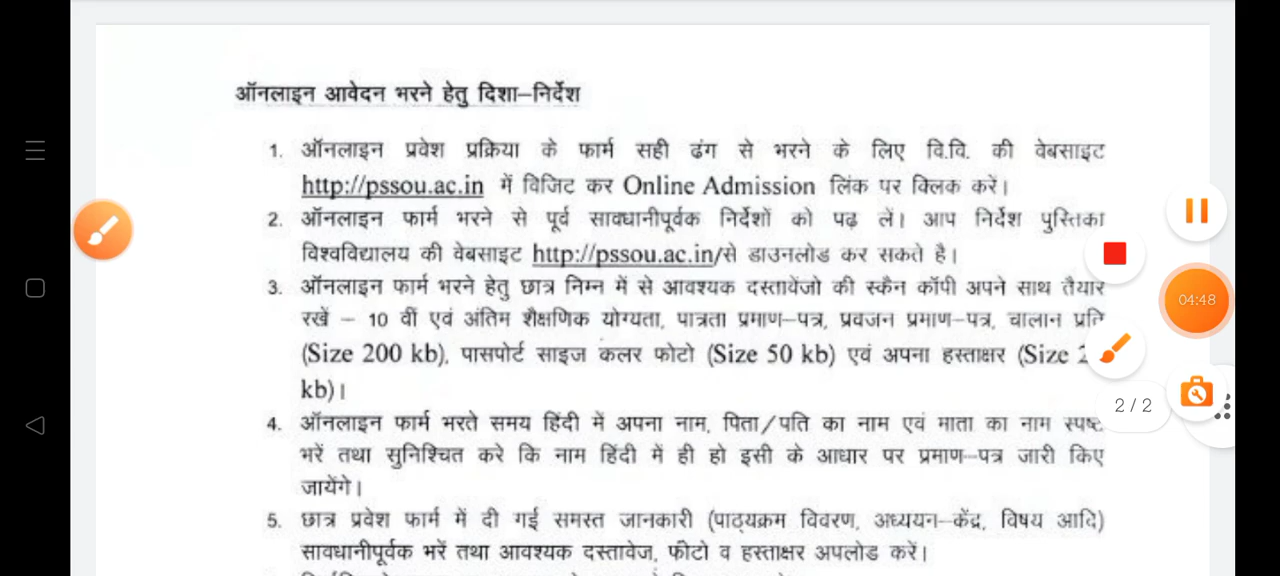 ऑनलाइन आवेदन भरने हेतु दिशा–निर्देश
1. ऑनलाइन प्रवेश प्रक्रिया के फार्म सही ढंग से भरने के लिए वि.वि. की वेबसाइट
http://pssou.ac.in में विजिट कर Online Admission लिंक पर क्लिक करें।
2. ऑनलाइन फार्म भरने से पूर्व सावधानीपूर्वक निर्देशों को पढ़ लें। आप निर्देश पुस्तिका
विश्वविद्यालय की वेबसाइट http://pssou.ac.in/से डाउनलोड कर सकते है।
3. ऑनलाइन फार्म भरने हेतु छात्र निम्न में से आवश्यक दस्तावेंजो की स्कैन कॉपी अपने साथ तैयार
रखें – 10 वीं एवं अंतिम शैक्षणिक योग्यता, पात्रता प्रमाण–पत्र, प्रवजन प्रमाण–पत्र, चालान प्रति
(Size 200 kb), पासपोर्ट साइज कलर फोटो (Size 50 kb) एवं अपना हस्ताक्षर (Size
kb)।
4. ऑनलाइन फार्म भरते समय हिंदी में अपना नाम, पिता/पति का नाम एवं माता का नाम स्पष्ट
भरें तथा सुनिश्चित करे कि नाम हिंदी में ही हो इसी के आधार पर प्रमाण–पत्र जारी किए
जायेंगे।
5. छात्र प्रवेश फार्म में दी गई समस्त जानकारी (पाठ्यक्रम विवरण, अध्ययन–केंद्र, विषय आदि)
सावधानीपूर्वक भरें तथा आवश्यक दस्तावेज, फोटो व हस्ताक्षर अपलोड करें।
04:48
2 / 2